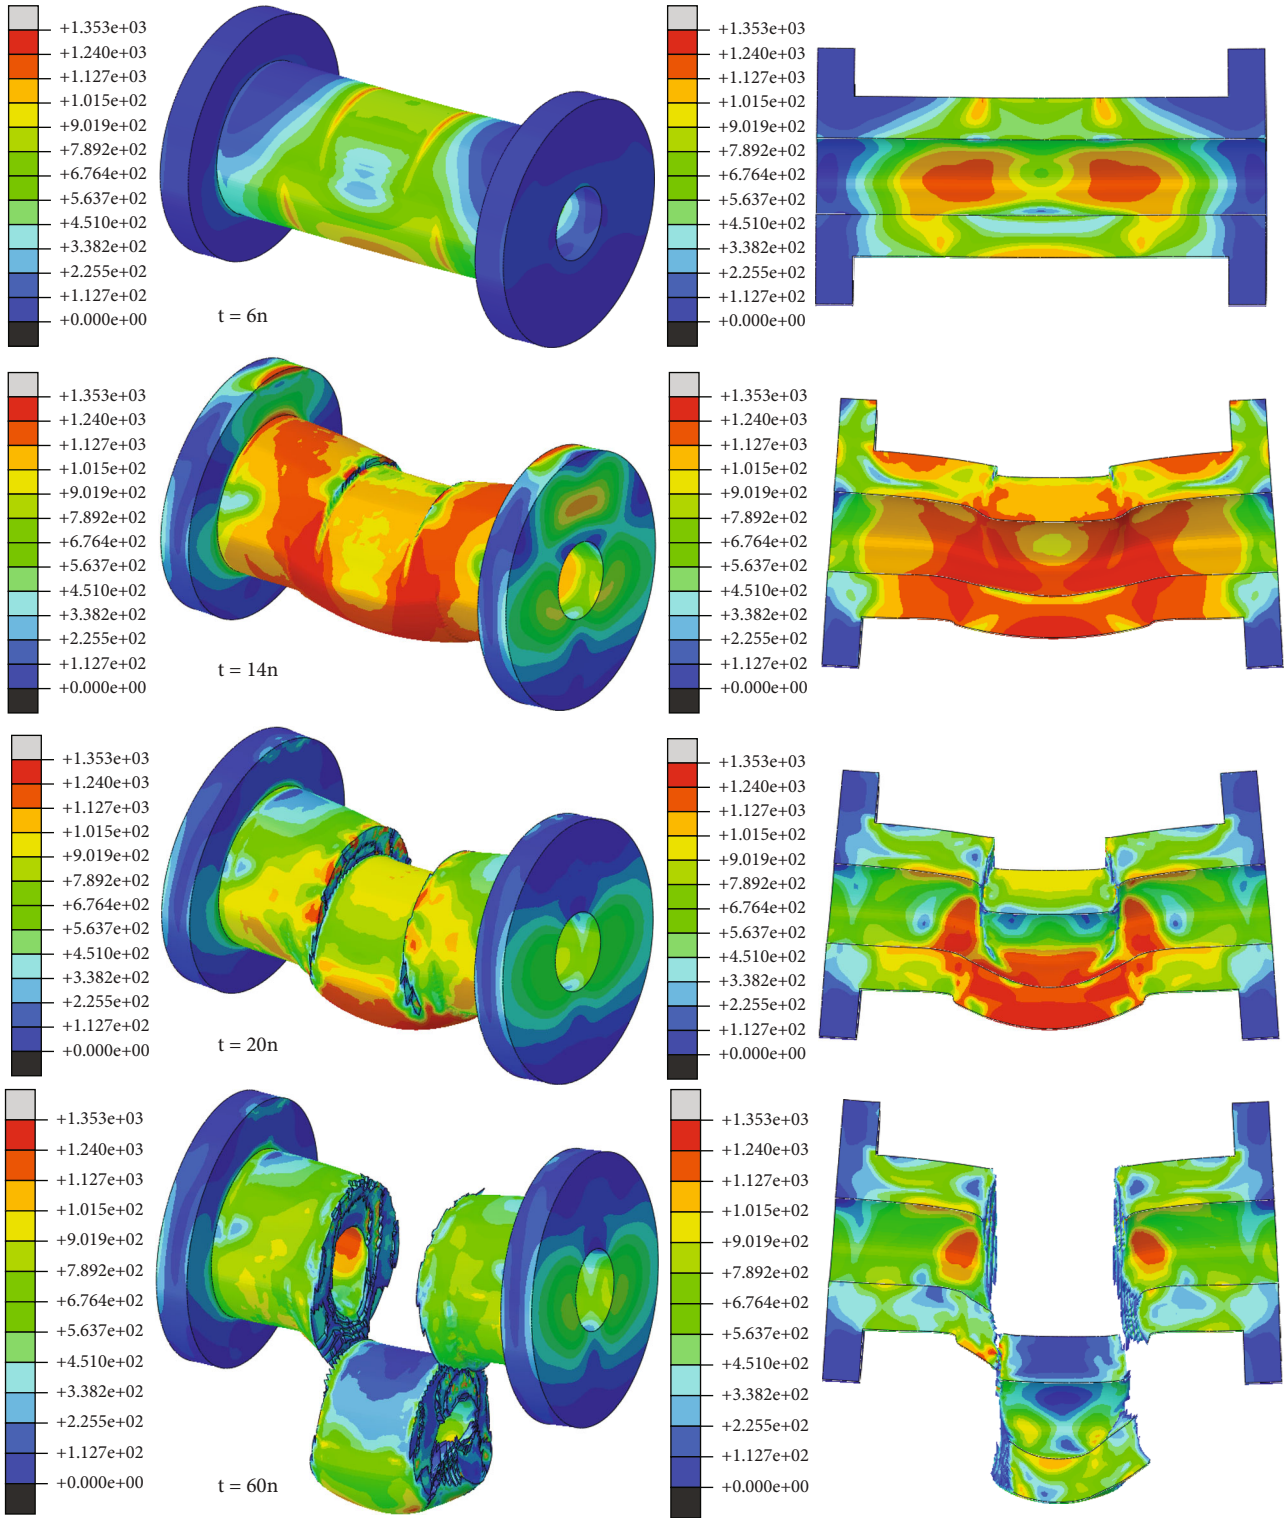 +1.353e+03
+1.240e+03
+1.127e+03
+1.015e+02
+9.019e+02
+7.892e+02
+6.764e+02
+5.637e+02
+4.510e+02
+3.382e+02
+2.255e+02
+1.127e+02
+0.000e+00
t = 6n
+1.353e+03
+1.240e+03
+1.127e+03
+1.015e+02
+9.019e+02
+7.892e+02
+6.764e+02
+5.637e+02
+4.510e+02
+3.382e+02
+2.255e+02
+1.127e+02
+0.000e+00
+1.353e+03
+1.240e+03
+1.127e+03
+1.015e+02
+9.019e+02
+7.892e+02
+6.764e+02
+5.637e+02
+4.510e+02
+3.382e+02
+2.255e+02
+1.127e+02
+0.000e+00
t = 14n
+1.353e+03
+1.240e+03
+1.127e+03
+1.015e+02
+9.019e+02
+7.892e+02
+6.764e+02
+5.637e+02
+4.510e+02
+3.382e+02
+2.255e+02
+1.127e+02
+0.000e+00
+1.353e+03
+1.240e+03
+1.127e+03
+1.015e+02
+9.019e+02
+7.892e+02
+6.764e+02
+5.637e+02
+4.510e+02
+3.382e+02
+2.255e+02
+1.127e+02
+0.000e+00
t = 20n
+1.353e+03
+1.240e+03
+1.127e+03
+1.015e+02
+9.019e+02
+7.892e+02
+6.764e+02
+5.637e+02
+4.510e+02
+3.382e+02
+2.255e+02
+1.127e+02
+0.000e+00
+1.353e+03
+1.240e+03
+1.127e+03
+1.015e+02
+9.019e+02
+7.892e+02
+6.764e+02
+5.637e+02
+4.510e+02
+3.382e+02
+2.255e+02
+1.127e+02
+0.000e+00
t = 60n
+1.353e+03
+1.240e+03
+1.127e+03
+1.015e+02
+9.019e+02
+7.892e+02
+6.764e+02
+5.637e+02
+4.510e+02
+3.382e+02
+2.255e+02
+1.127e+02
+0.000e+00